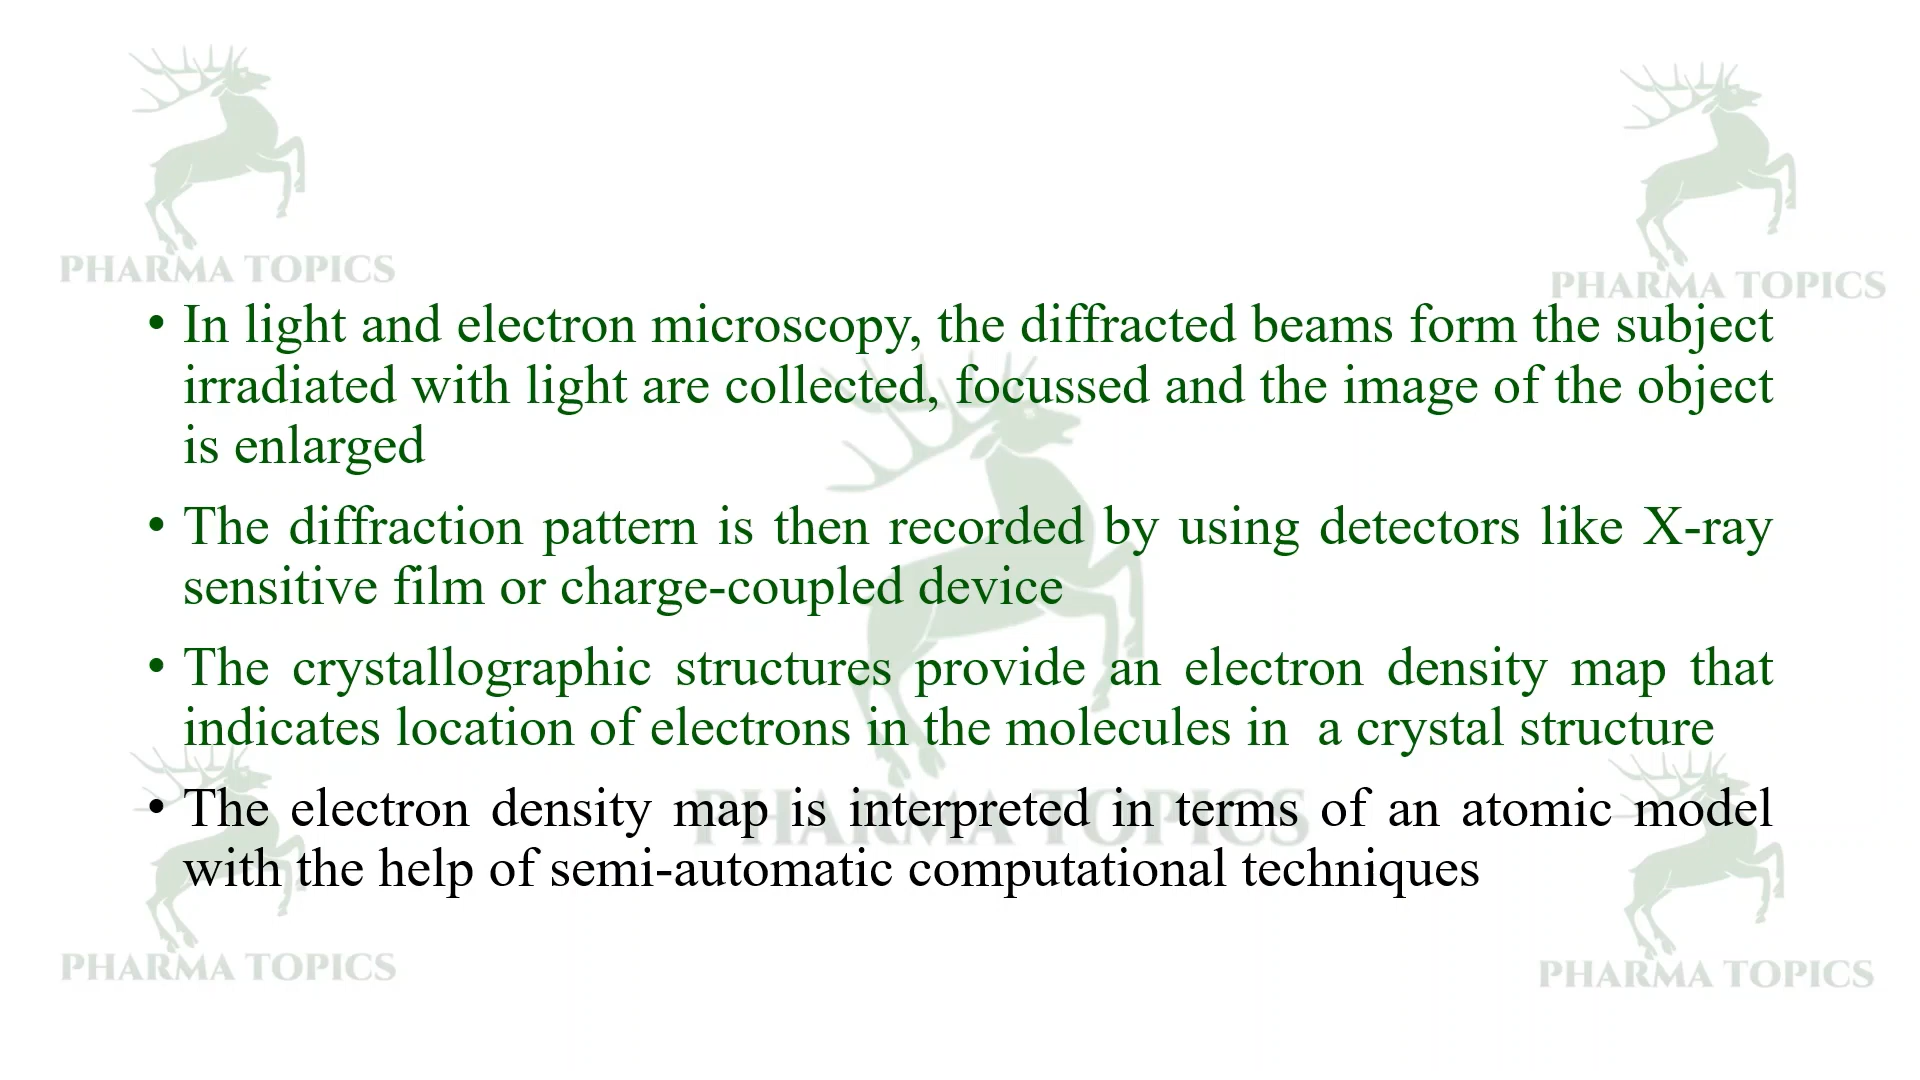 PHARMA TOPICS
PHARMA TOPICS
• In light and electron microscopy, the diffracted beams form the subject
irradiated with light are collected, focussed and the image of the object
is enlarged
• The diffraction pattern is then recorded by using detectors like X-ray
sensitive film or charge-coupled device
• The crystallographic structures provide an electron density map that
indicates location of electrons in the molecules in  a crystal structure
• The electron density map is interpreted in terms of an atomic model
with the help of semi-automatic computational techniques
PHARMA TOPICS
PHARMA TOPICS
PHARMA TOPICS